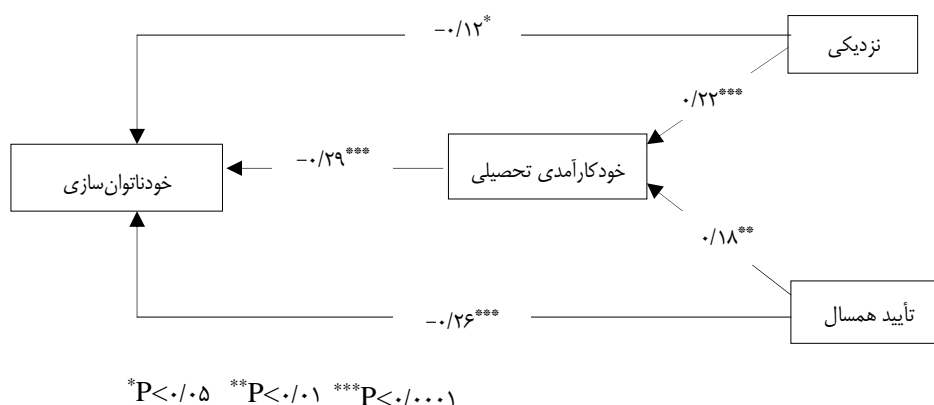 -۰/۱۲*
نزدیکی
۰/۲۲***
-۰/۲۹***
خودکارآمدی تحصیلی
خودناتوان‌سازی
۰/۱۸**
تأیید همسال
-۰/۲۶***
*P<۰/۰۵ **P<۰/۰۱ ***P<۰/۰۰۰۱